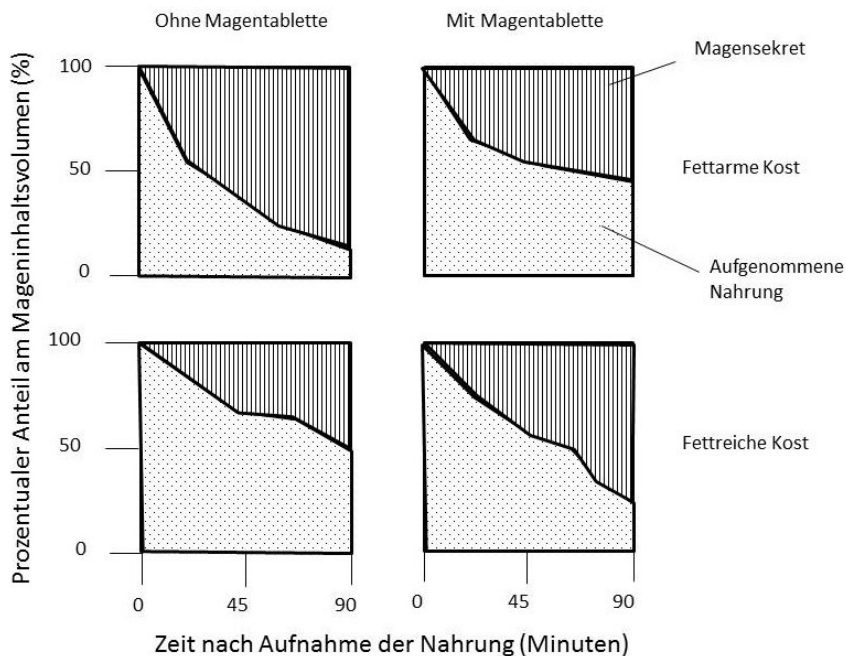 Ohne Magentablette
Mit Magentablette
Prozentualer Anteil am Mageninhaltsvolumen (%)
100
50
0
Magensekret
Fettarme Kost
Aufgenommene
Nahrung
100
50
0
Fettreiche Kost
0
45
90
0
45
90
Zeit nach Aufnahme der Nahrung (Minuten)